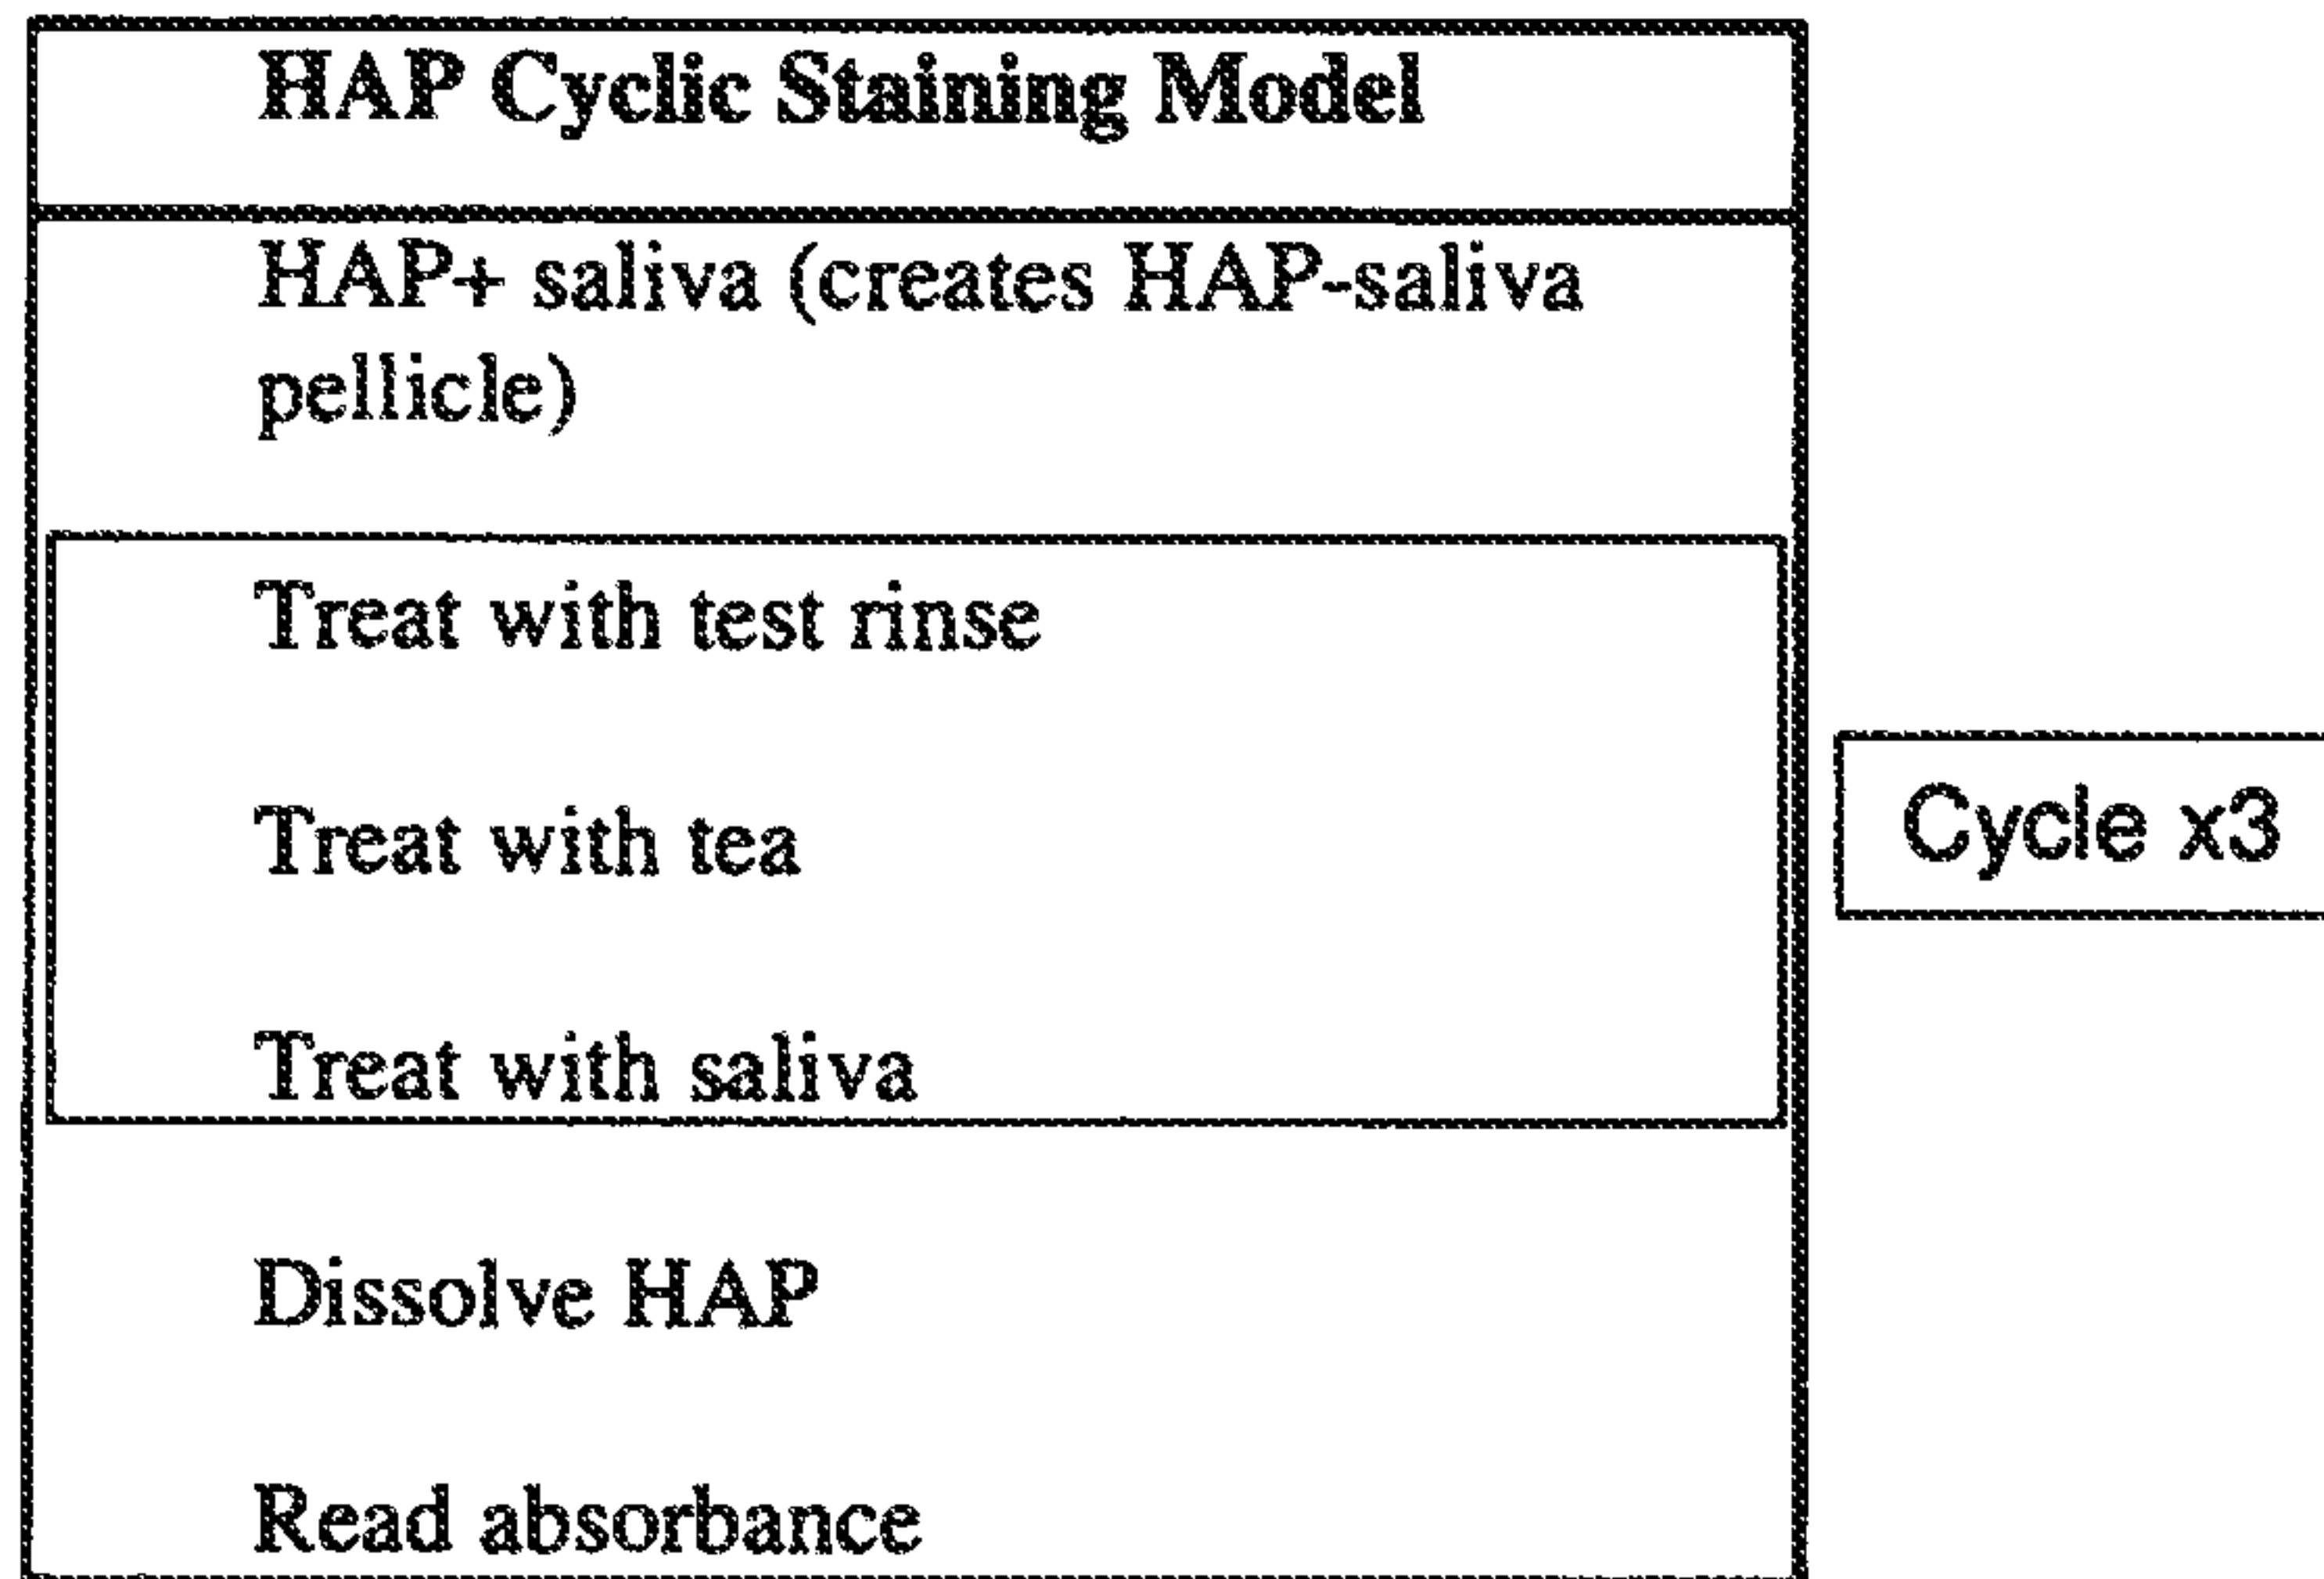 HAP Cyclic Staining Model
HAP+ saliva (creates HAP-saliva
pellicle)
Treat with test rinse
Treat with tea
Cycle x3
Treat with saliva
Dissolve HAP
Read absorbance